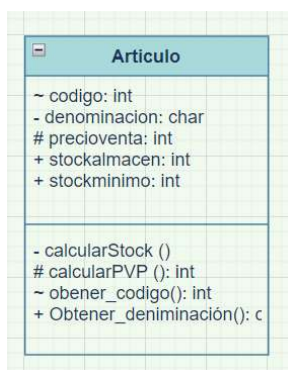 Articulo
~ codigo: int
- denominacion: char
# precioventa: int
+ stockalmacen: int
+ stockminimo: int
- calcularStock ()
# calcularPVP (): int
~ obener_codigo(): int
+ Obtener_deniminación(): c